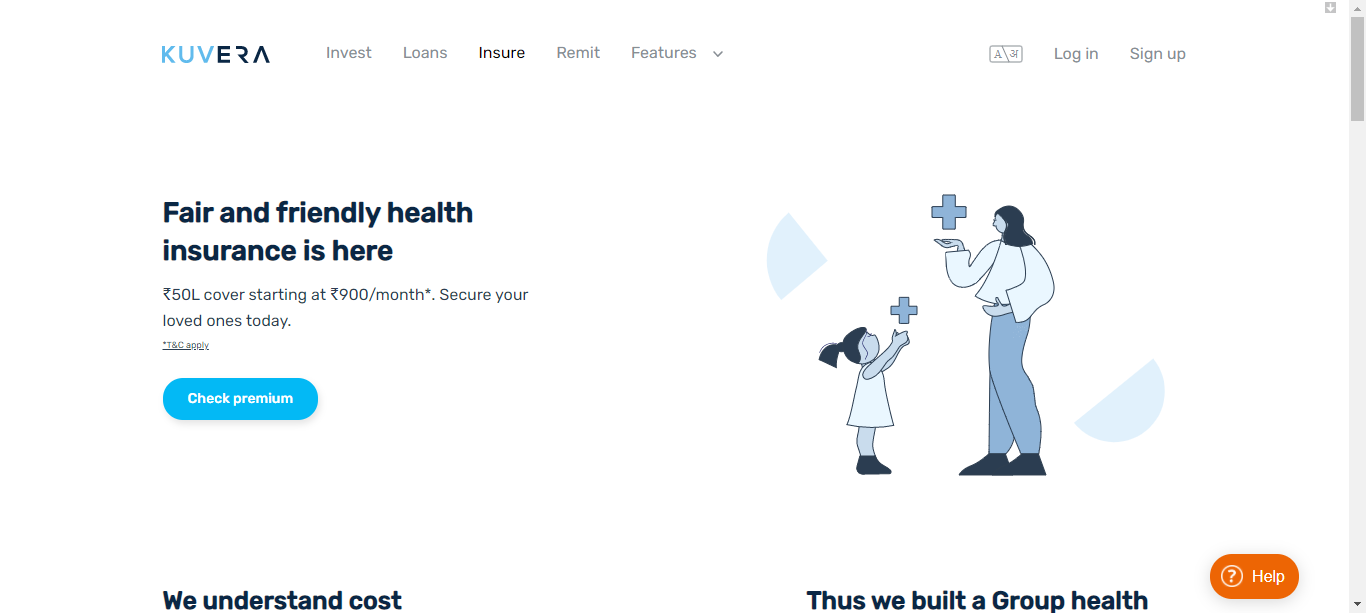 KUVERA Invest Loans Insure Remit Features A\अ Log in Sign up
Fair and friendly health
insurance is here
₹50L cover starting at ₹900/month*. Secure your
loved ones today.
*T&C apply
Check premium
We understand cost
Thus we built a Group health
? Help